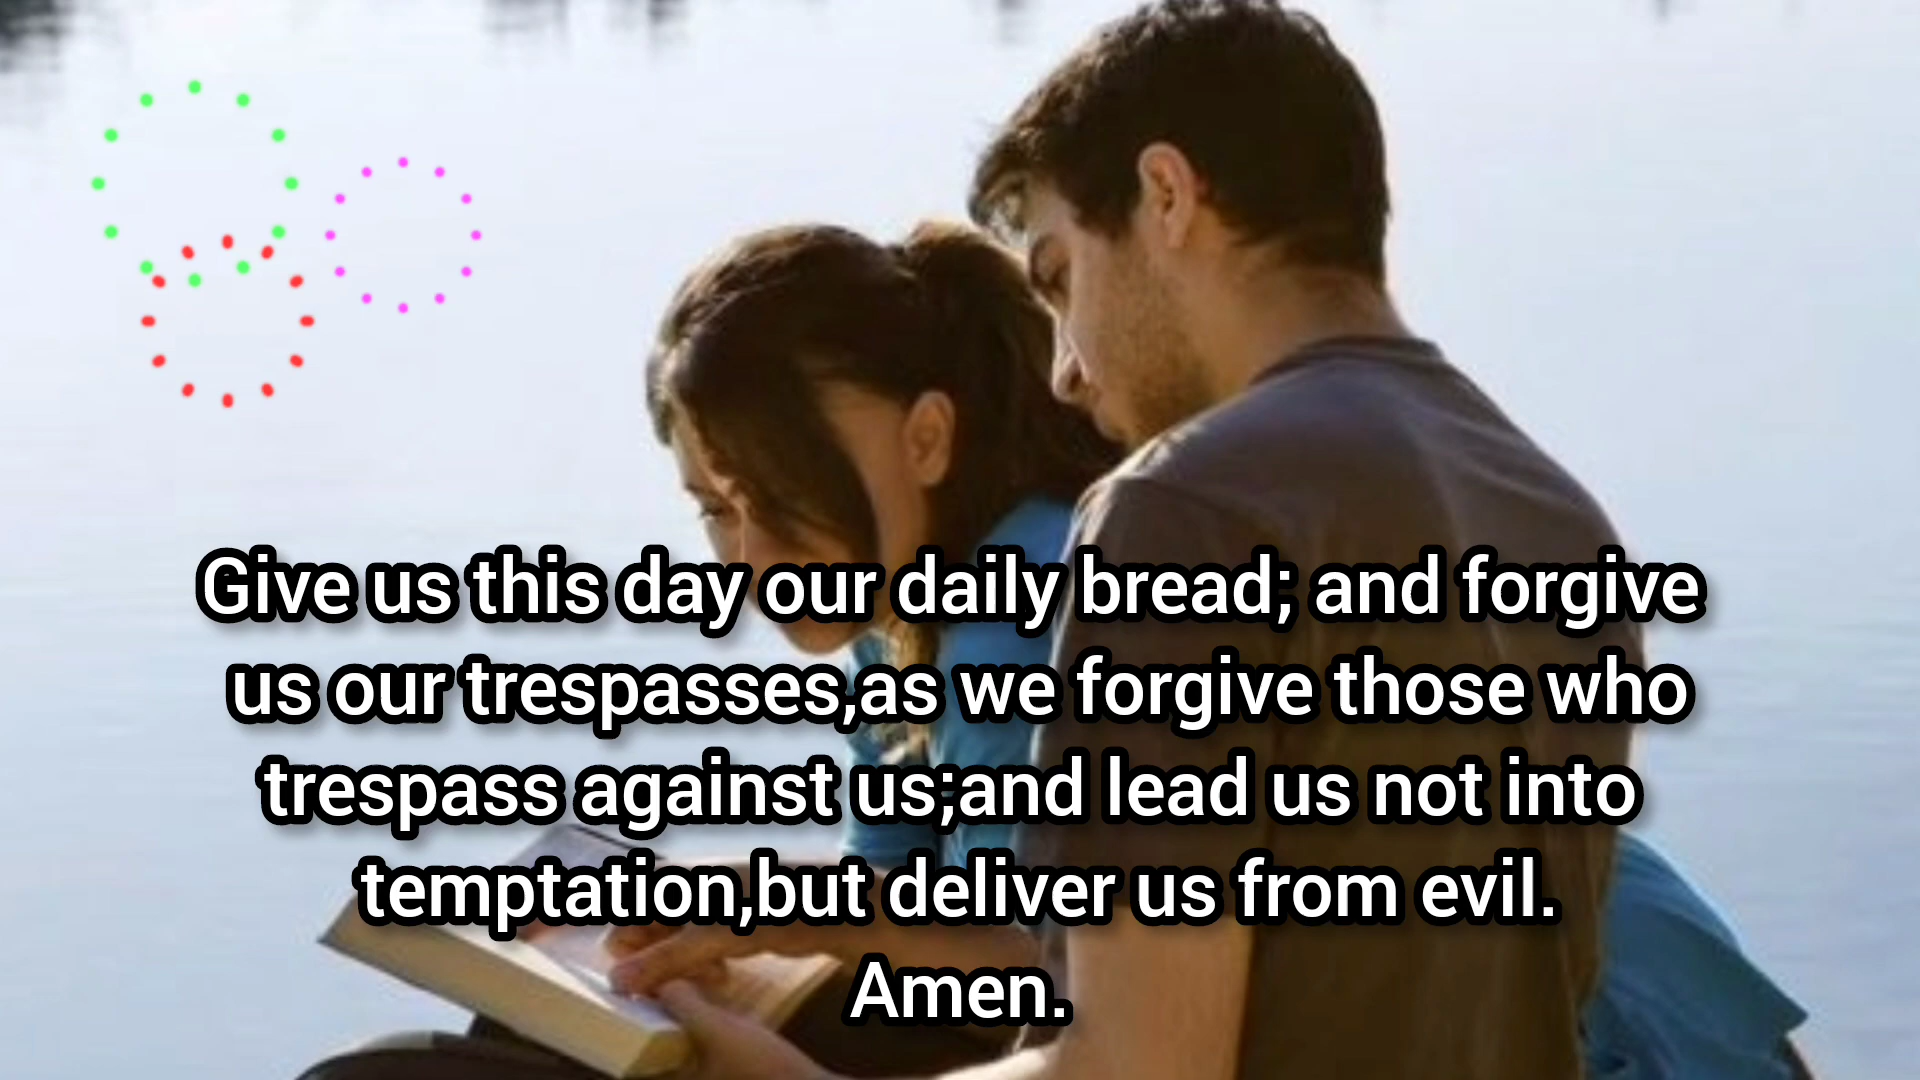 Give us this day our daily bread; and forgive
us our trespasses,as we forgive those who
trespass against us;and lead us not into
temptation,but deliver us from evil.
Amen.